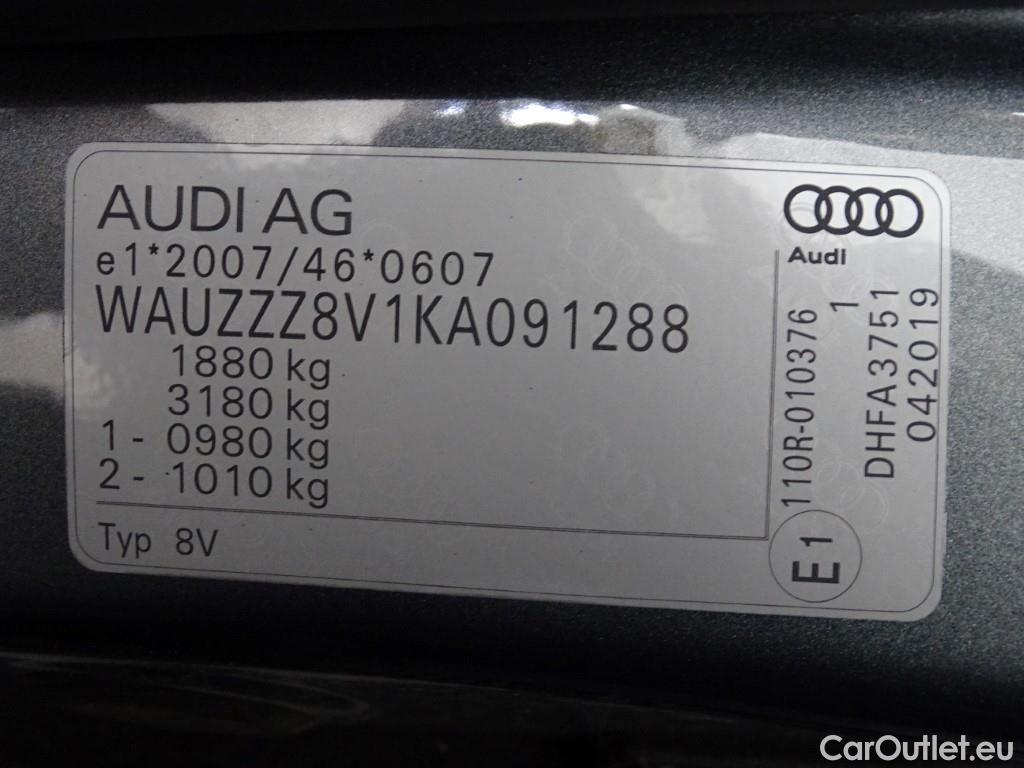 AUDI AG
e1*2007/46*0607
WAUZZZ8V1KA091288
1880 kg
3180 kg
1 - 0980 kg
2 - 1010 kg
Typ 8V
Audi
110R-010376
1
DHFA3751
042019
E1
CarOutlet.eu